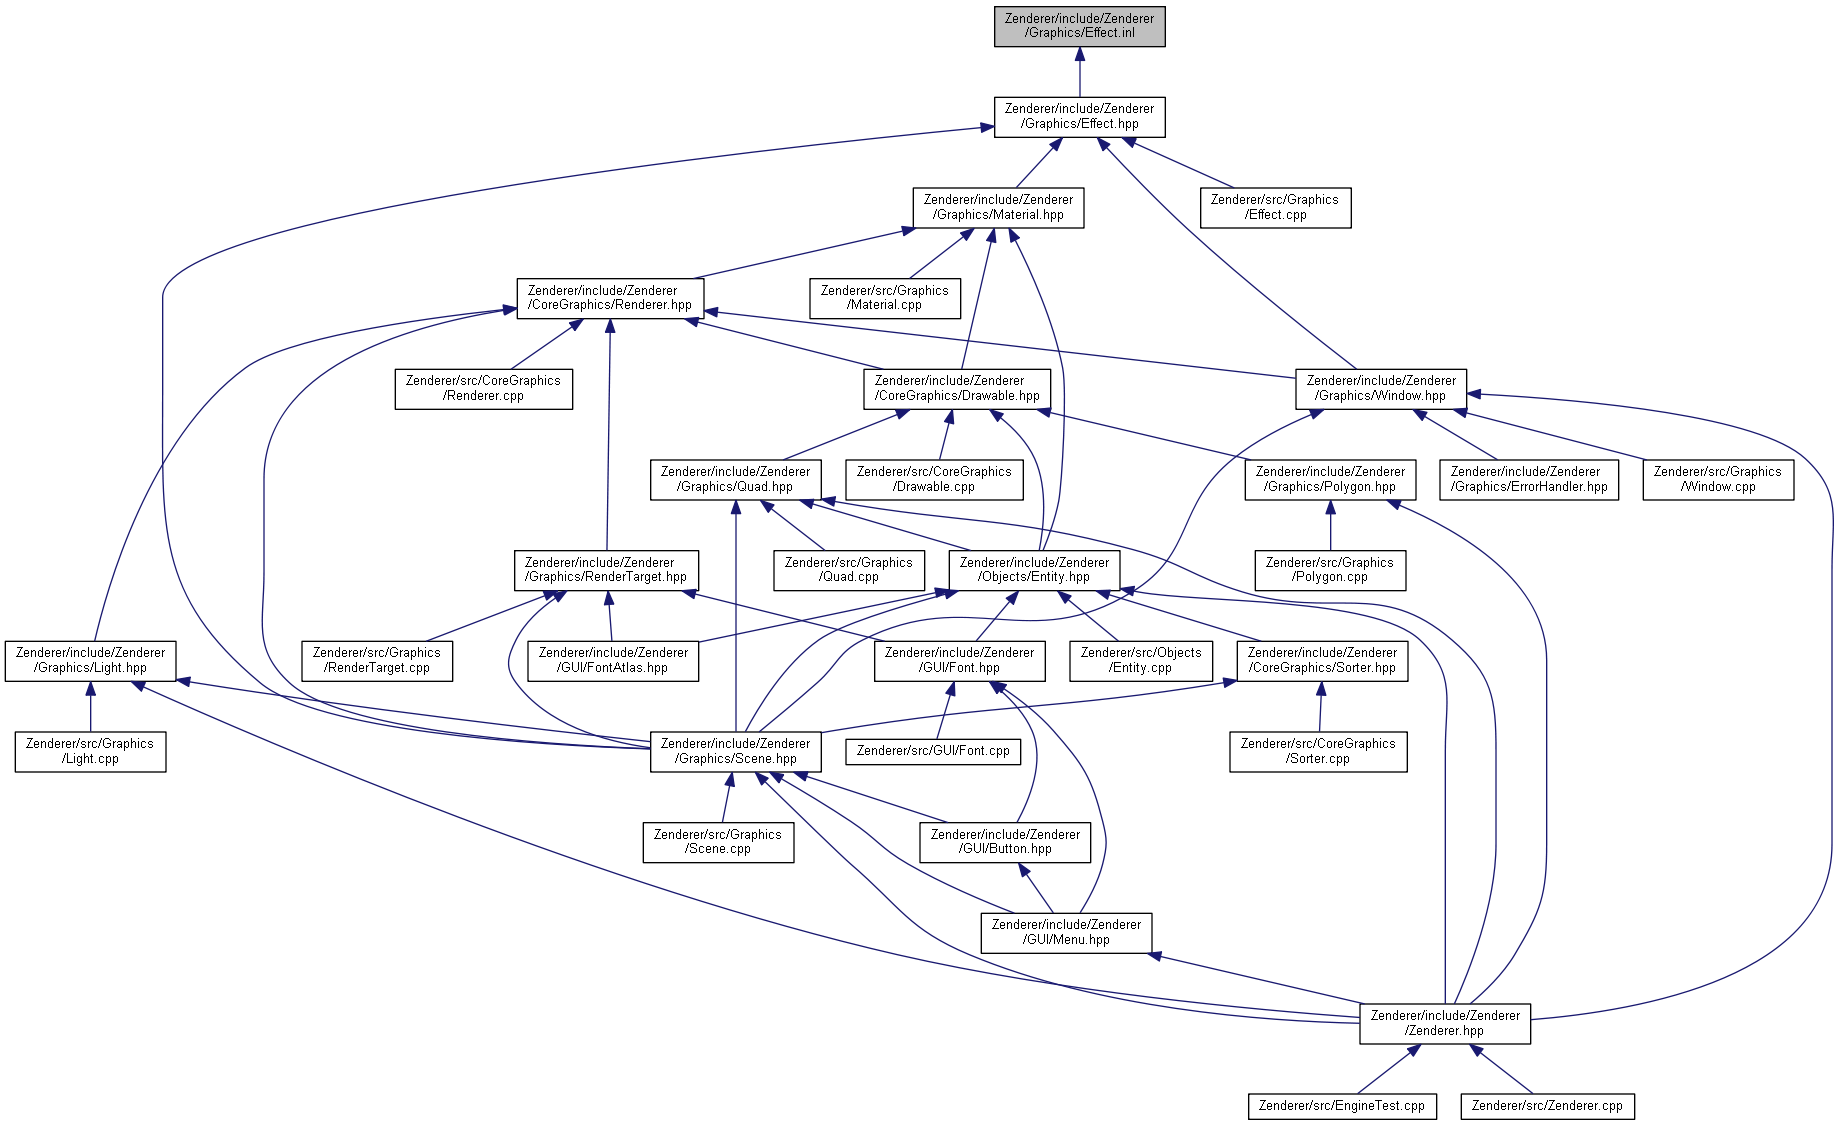 Zenderer/include/Zenderer
/Graphics/Effect.inl
Zenderer/include/Zenderer
/Graphics/Effect.hpp
Zenderer/include/Zenderer
/Graphics/Material.hpp
Zenderer/src/Graphics
/Effect.cpp
Zenderer/include/Zenderer
/CoreGraphics/Renderer.hpp
Zenderer/src/Graphics
/Material.cpp
Zenderer/src/CoreGraphics
/Renderer.cpp
Zenderer/include/Zenderer
/CoreGraphics/Drawable.hpp
Zenderer/include/Zenderer
/Graphics/Window.hpp
Zenderer/include/Zenderer
/Graphics/Quad.hpp
Zenderer/src/CoreGraphics
/Drawable.cpp
Zenderer/include/Zenderer
/Graphics/Polygon.hpp
Zenderer/include/Zenderer
/Graphics/ErrorHandler.hpp
Zenderer/src/Graphics
/Window.cpp
Zenderer/include/Zenderer
/Graphics/RenderTarget.hpp
Zenderer/src/Graphics
/Quad.cpp
Zenderer/include/Zenderer
/Objects/Entity.hpp
Zenderer/src/Graphics
/Polygon.cpp
Zenderer/include/Zenderer
/Graphics/Light.hpp
Zenderer/src/Graphics
/RenderTarget.cpp
Zenderer/include/Zenderer
/GUI/FontAtlas.hpp
Zenderer/include/Zenderer
/GUI/Font.hpp
Zenderer/src/Objects
/Entity.cpp
Zenderer/include/Zenderer
/CoreGraphics/Sorter.hpp
Zenderer/src/Graphics
/Light.cpp
Zenderer/include/Zenderer
/Graphics/Scene.hpp
Zenderer/src/GUI/Font.cpp
Zenderer/src/CoreGraphics
/Sorter.cpp
Zenderer/src/Graphics
/Scene.cpp
Zenderer/include/Zenderer
/GUI/Button.hpp
Zenderer/include/Zenderer
/GUI/Menu.hpp
Zenderer/include/Zenderer
/Zenderer.hpp
Zenderer/src/EngineTest.cpp
Zenderer/src/Zenderer.cpp